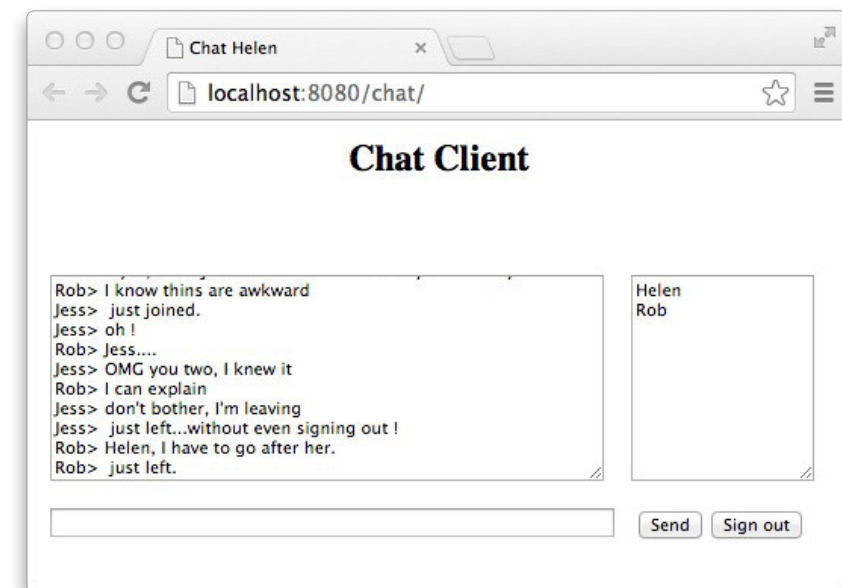 Chat Helen
localhost:8080/chat/
Chat Client
Rob> I know thins are awkward
Jess>  just joined.
Jess> oh !
Rob> Jess....
Jess> OMG you two, I knew it
Rob> I can explain
Jess> don't bother, I'm leaving
Jess>  just left...without even signing out !
Rob> Helen, I have to go after her.
Rob>  just left.
Helen
Rob
Send
Sign out